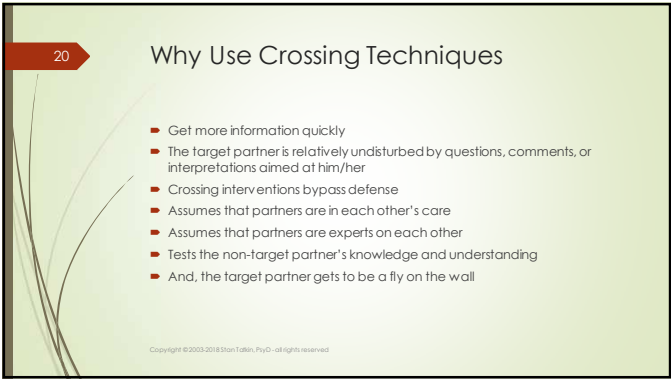 20
Why Use Crossing Techniques
Get more information quickly
The target partner is relatively undisturbed by questions, comments, or
interpretations aimed at him/her
Crossing interventions bypass defense
Assumes that partners are in each other's care
Assumes that partners are experts on each other
Tests the non-target partner's knowledge and understanding
And, the target partner gets to be a fly on the wall
Copyright ©2003-2018 Stan Tatkin, PsyD - all rights reserved